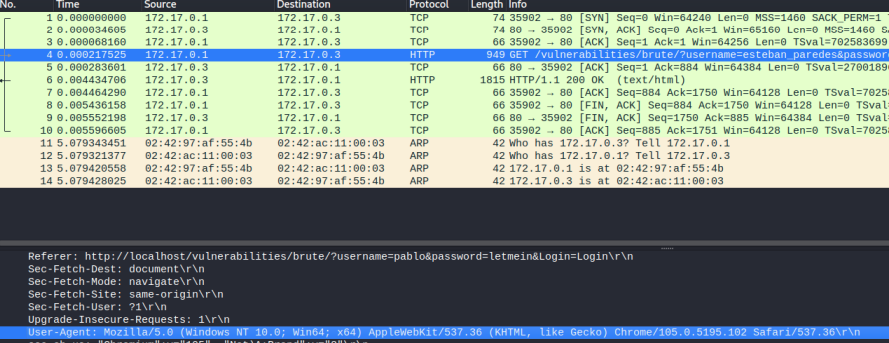 No. Time Source Destination Protocol Length Info
1 0.000000000 172.17.0.1 172.17.0.3 TCP 74 35902 → 80 [SYN] Seq=0 Win=64240 Len=0 MSS=1460 SACK_PERM=1
2 0.000034605 172.17.0.3 172.17.0.1 TCP 74 80 → 35902 [SYN, ACK] Seq=0 Ack=1 Win=65160 Len=0 MSS=1460
3 0.000068160 172.17.0.1 172.17.0.3 TCP 66 35902 → 80 [ACK] Seq=1 Ack=1 Win=64256 Len=0 TSval=702583699
4 0.000217525 172.17.0.1 172.17.0.3 HTTP 949 GET /vulnerabilities/brute/?username=esteban_paredes&passwor
5 0.000283601 172.17.0.3 172.17.0.1 TCP 66 80 → 35902 [ACK] Seq=1 Ack=884 Win=64384 Len=0
6 0.004434706 172.17.0.3 172.17.0.1 HTTP 1815 HTTP/1.1 200 OK (text/html)
7 0.004464290 172.17.0.1 172.17.0.3 TCP 66 35902 → 80 [ACK] Seq=884 Ack=1750 Win=64128 Len=0 TSval=70258
8 0.005436158 172.17.0.1 172.17.0.3 TCP 66 35902 → 80 [FIN, ACK] Seq=884 Ack=1750 Win=64128 Len=0
9 0.005552198 172.17.0.3 172.17.0.1 TCP 66 80 → 35902 [FIN, ACK] Seq=1750 Ack=885 Win=64384 Len=0
10 0.005596605 172.17.0.1 172.17.0.3 TCP 66 35902 → 80 [ACK] Seq=885 Ack=1751 Win=64128 Len=0 TSval=70258
11 5.079343451 02:42:97:af:55:4b 02:42:ac:11:00:03 ARP 42 Who has 172.17.0.3? Tell 172.17.0.1
12 5.079321377 02:42:ac:11:00:03 02:42:97:af:55:4b ARP 42 Who has 172.17.0.1? Tell 172.17.0.3
13 5.079420558 02:42:97:af:55:4b 02:42:ac:11:00:03 ARP 42 172.17.0.1 is at 02:42:97:af:55:4b
14 5.079428025 02:42:ac:11:00:03 02:42:97:af:55:4b ARP 42 172.17.0.3 is at 02:42:ac:11:00:03
Referer: http://localhost/vulnerabilities/brute/?username=pablo&password=letmein&Login=Login\r\n
Sec-Fetch-Dest: document\r\n
Sec-Fetch-Mode: navigate\r\n
Sec-Fetch-Site: same-origin\r\n
Sec-Fetch-User: ?1\r\n
Upgrade-Insecure-Requests: 1\r\n
User-Agent: Mozilla/5.0 (Windows NT 10.0; Win64; x64) AppleWebKit/537.36 (KHTML, like Gecko) Chrome/105.0.5195.102 Safari/537.36\r\n